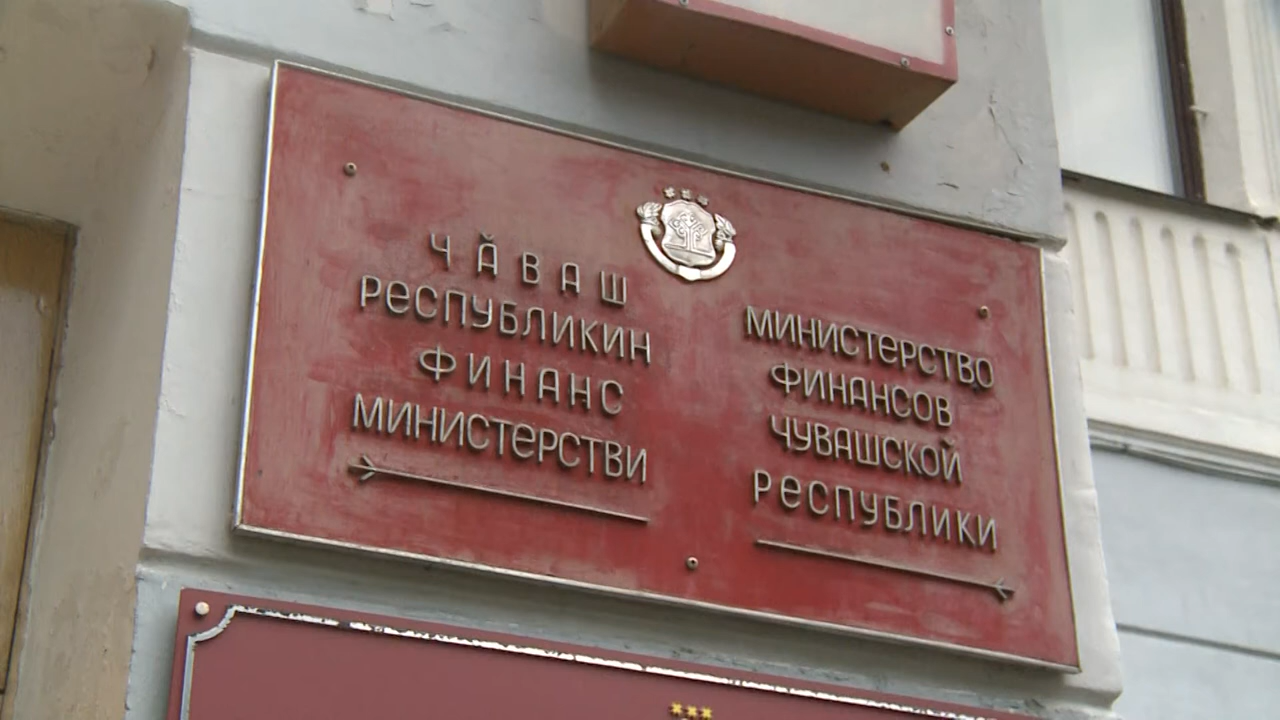 ЧӐВАШ
РЕСПУБЛИКИН
ФИНАНС
МИНИСТЕРСТВИ
МИНИСТЕРСТВО
ФИНАНСОВ
ЧУВАШСКОЙ
РЕСПУБЛИКИ